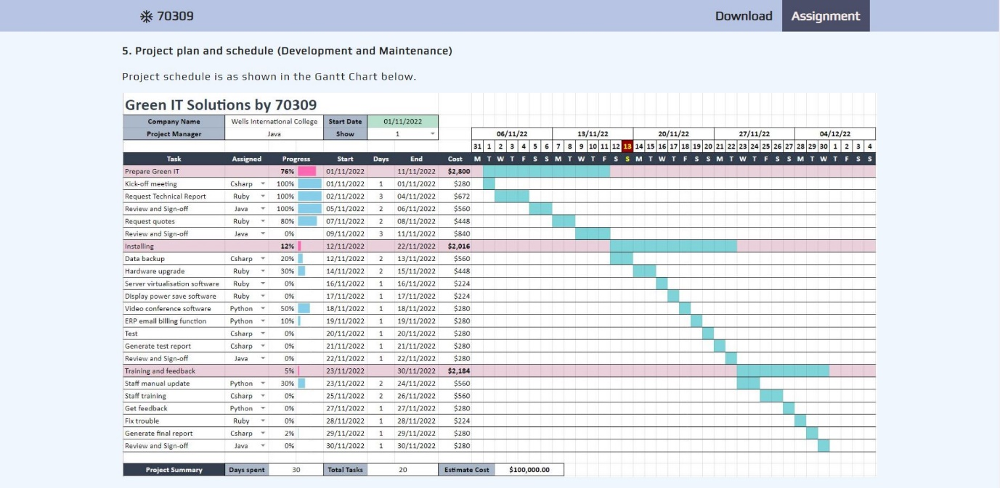 70309 Download Assignment
5. Project plan and schedule (Development and Maintenance)
Project schedule is as shown in the Gantt Chart below.
Green IT Solutions by 70309
Company Name Wells International College Start Date 01/11/2022
Project Manager Java Show 1 06/11/22 13/11/22 20/11/22 27/11/22 04/12/22
31 1 2 3 4 5 6 7 8 9 10 11 12 13 14 15 16 17 18 19 20 21 22 23 24 25 26 27 28 29 30 1 2 3 4
Task Assigned Progress Start Days End Cost M T W T F S S M T W T F S S M T W T F S S M T W T F S S M T W T F S S
Prepare Green IT 76% 01/11/2022 11/11/2022 $2,800
Kick-off meeting Csharp 100% 01/11/2022 1 01/11/2022 $280
Request Technical Report Ruby 100% 02/11/2022 3 04/11/2022 $672
Review and Sign-off Java 100% 05/11/2022 2 06/11/2022 $560
Request quotes Ruby 80% 07/11/2022 2 08/11/2022 $448
Review and Sign-off Java 0% 09/11/2022 3 11/11/2022 $840
Installing 12% 12/11/2022 22/11/2022 $2,016
Data backup Csharp 20% 12/11/2022 2 13/11/2022 $560
Hardware upgrade Ruby 30% 14/11/2022 2 15/11/2022 $448
Server virtualisation software Ruby 0% 16/11/2022 1 16/11/2022 $224
Display power save software Ruby 0% 17/11/2022 1 17/11/2022 $224
Video conference software Python 50% 18/11/2022 1 18/11/2022 $280
ERP email billing function Python 10% 19/11/2022 1 19/11/2022 $280
Test Csharp 0% 20/11/2022 1 20/11/2022 $280
Generate test report Csharp 0% 21/11/2022 1 21/11/2022 $280
Review and Sign-off Java 0% 22/11/2022 1 22/11/2022 $280
Training and feedback 5% 23/11/2022 30/11/2022 $2,184
Staff manual update Python 30% 23/11/2022 2 24/11/2022 $560
Staff training Csharp 0% 25/11/2022 2 26/11/2022 $560
Get feedback Python 0% 27/11/2022 1 27/11/2022 $280
Fix trouble Ruby 0% 28/11/2022 1 28/11/2022 $224
Generate final report Csharp 2% 29/11/2022 1 29/11/2022 $280
Review and Sign-off Java 0% 30/11/2022 1 30/11/2022 $280
Project Summary Days spent 30 Total Tasks 20 Estimate Cost $100,000.00